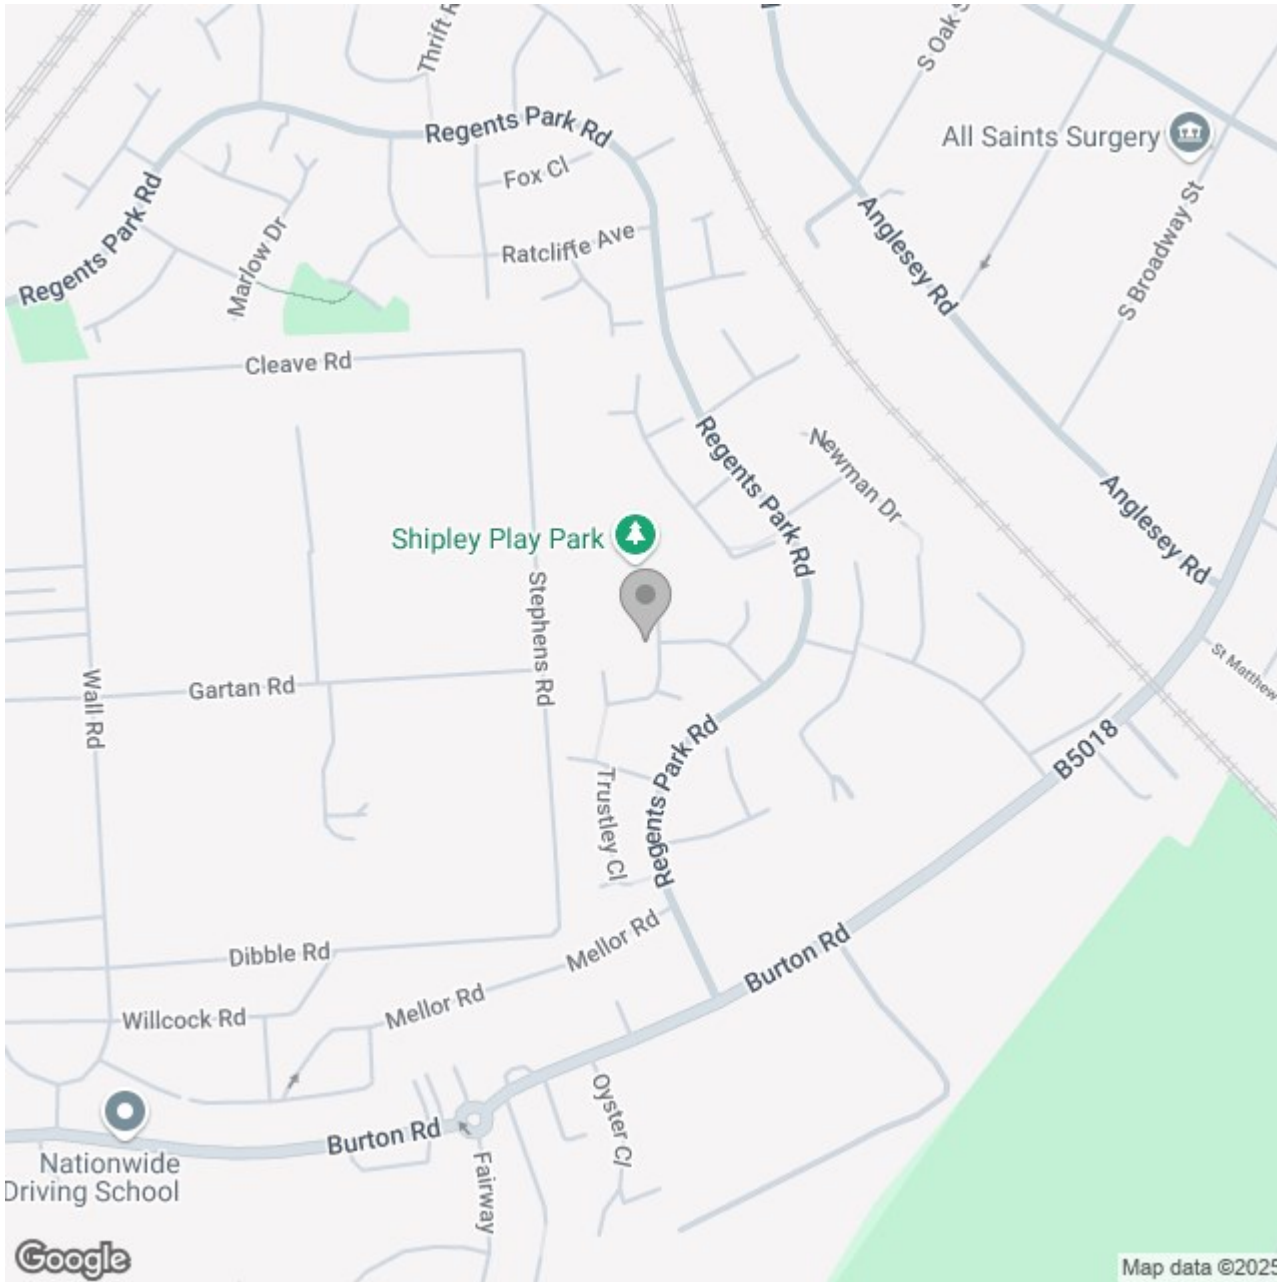 Thrift R
S Oak S
Regents Park Rd
All Saints Surgery
Fox Cl
Regents Park Rd
Anglesey Rd
S Broadway St
Marlow Dr
Ratcliffe Ave
Cleave Rd
Regents Park Rd
Newman Dr
Anglesey Rd
Shipley Play Park
Stephens Rd
St Matthew
Wall Rd
Gartan Rd
Regents Park Rd
B5018
Trustley Cl
Mellor Rd
Burton Rd
Dibble Rd
Mellor Rd
Willcock Rd
Oyster Cl
Burton Rd
Nationwide
Driving School
Fairway
Google
Map data ©2025